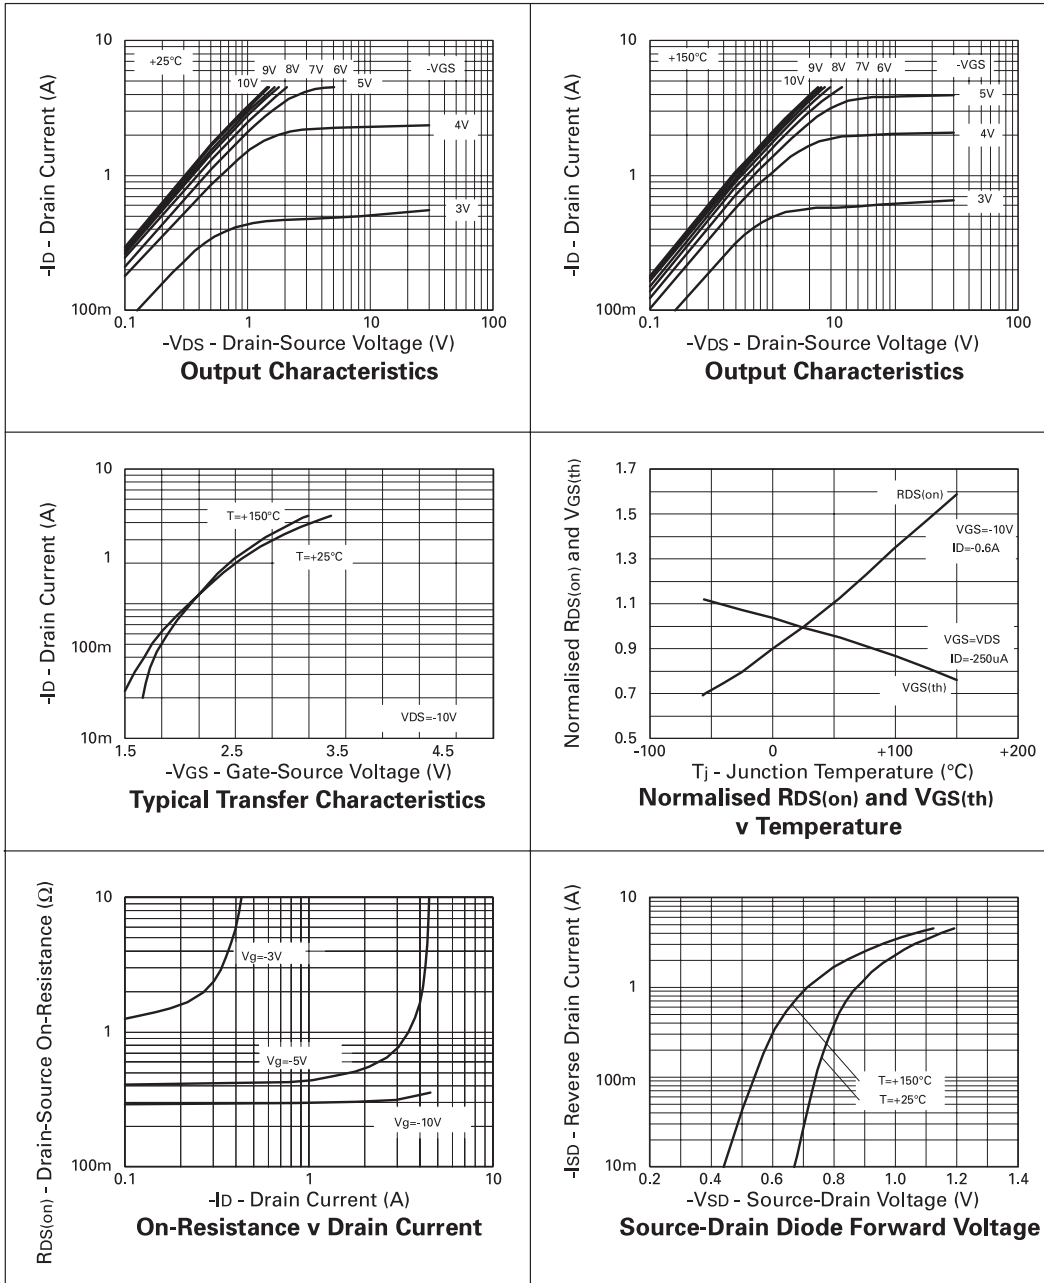 10
+25°C
9V 8V 7V 6V
-VGS
10V
5V
4V
1
3V
100m
0.1 1 10 100
-ID - Drain Current (A)
-VDS - Drain-Source Voltage (V)
Output Characteristics
10
+150°C
9V 8V 7V 6V
-VGS
10V
5V
4V
1
3V
100m
0.1 1 10 100
-ID - Drain Current (A)
-VDS - Drain-Source Voltage (V)
Output Characteristics
10
T=+150°C
1
T=+25°C
100m
VDS=-10V
10m
1.5 2.5 3.5 4.5
-ID - Drain Current (A)
-VGS - Gate-Source Voltage (V)
Typical Transfer Characteristics
1.7
RDS(on)
1.5
VGS=-10V
ID=-0.6A
1.3
1.1
0.9
VGS=VDS
ID=-250uA
VGS(th)
0.7
0.5
-100 0 +100 +200
Normalised RDS(on) and VGS(th)
Tj - Junction Temperature (°C)
Normalised RDS(on) and VGS(th)
v Temperature
10
Vg=-3V
1
Vg=-5V
Vg=-10V
100m
0.1 1 10
RDS(on) - Drain-Source On-Resistance (Ω)
-ID - Drain Current (A)
On-Resistance v Drain Current
10
1
100m
T=+150°C
T=+25°C
10m
0.2 0.4 0.6 0.8 1.0 1.2 1.4
-ISD - Reverse Drain Current (A)
-VSD - Source-Drain Voltage (V)
Source-Drain Diode Forward Voltage